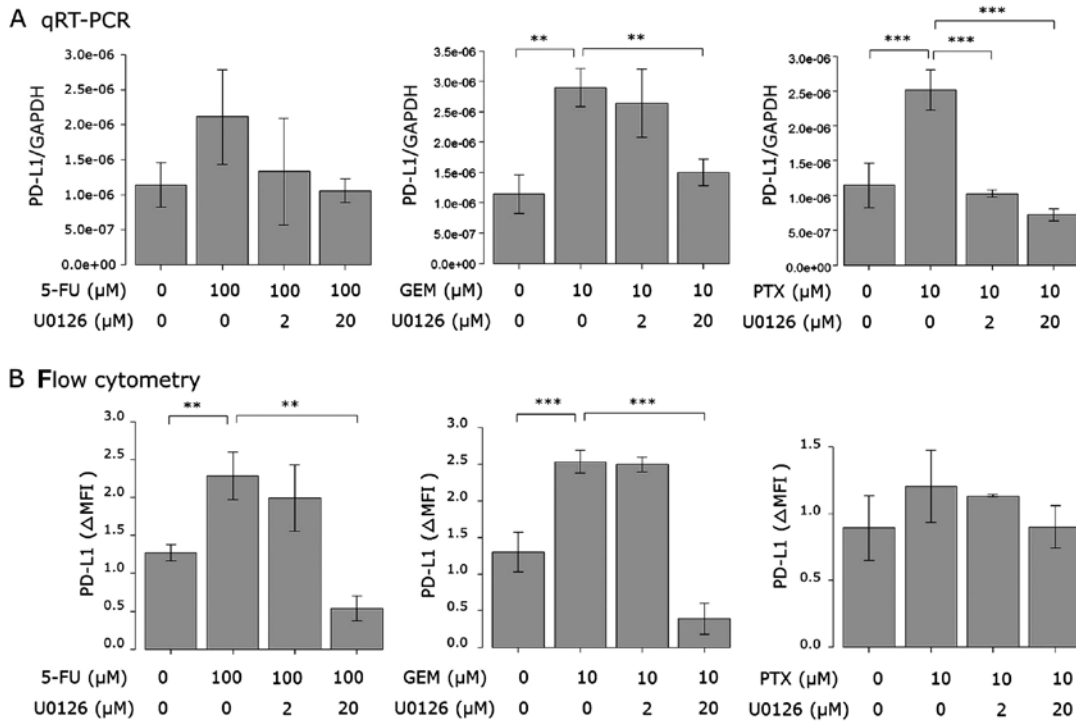 A qRT-PCR
PD-L1/GAPDH
3.0e-06
2.5e-06
2.0e-06
1.5e-06
1.0e-06
5.0e-07
0.0e+00
5-FU (μM) 0 100 100 100
U0126 (μM) 0 0 2 20
** **
PD-L1/GAPDH
3.5e-06
3.0e-06
2.5e-06
2.0e-06
1.5e-06
1.0e-06
5.0e-07
0.0e+00
GEM (μM) 0 10 10 10
U0126 (μM) 0 0 2 20
***
*** ***
PD-L1/GAPDH
3.0e-06
2.5e-06
2.0e-06
1.5e-06
1.0e-06
5.0e-07
0.0e+00
PTX (μM) 0 10 10 10
U0126 (μM) 0 0 2 20
B Flow cytometry
** **
PD-L1 (△MFI)
3.0
2.5
2.0
1.5
1.0
0.5
0.0
5-FU (μM) 0 100 100 100
U0126 (μM) 0 0 2 20
*** ***
PD-L1 (△MFI)
3.0
2.5
2.0
1.5
1.0
0.5
0.0
GEM (μM) 0 10 10 10
U0126 (μM) 0 0 2 20
PD-L1 (△MFI)
1.5
1.0
0.5
0.0
PTX (μM) 0 10 10 10
U0126 (μM) 0 0 2 20